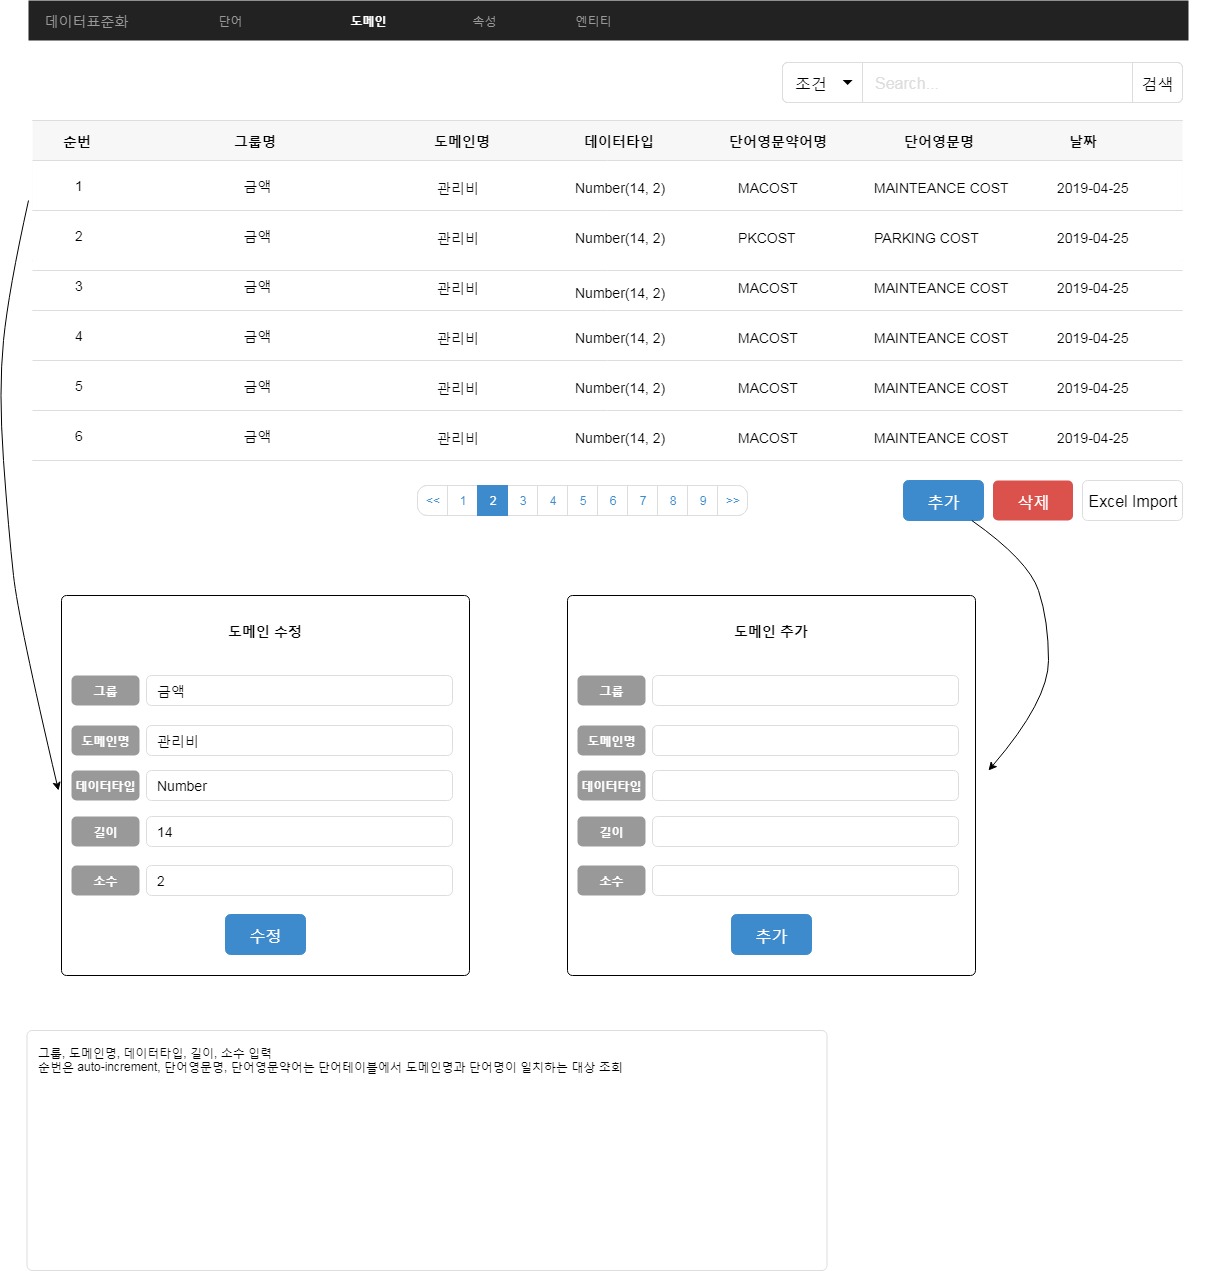 데이터표준화 단어 도메인 속성 엔티티
조건 Search... 검색
순번 그룹명 도메인명 데이터타입 단어영문약어명 단어영문명 날짜
1 금액 관리비 Number(14, 2) MACOST MAINTEANCE COST 2019-04-25
2 금액 관리비 Number(14, 2) PKCOST PARKING COST 2019-04-25
3 금액 관리비 Number(14, 2) MACOST MAINTEANCE COST 2019-04-25
4 금액 관리비 Number(14, 2) MACOST MAINTEANCE COST 2019-04-25
5 금액 관리비 Number(14, 2) MACOST MAINTEANCE COST 2019-04-25
6 금액 관리비 Number(14, 2) MACOST MAINTEANCE COST 2019-04-25
<< 1 2 3 4 5 6 7 8 9 >> 추가 삭제 Excel Import
도메인 수정
그룹 금액
도메인명 관리비
데이터타입 Number
길이 14
소수 2
수정
도메인 추가
그룹
도메인명
데이터타입
길이
소수
추가
그룹, 도메인명, 데이터타입, 길이, 소수 입력
순번은 auto-increment, 단어영문명, 단어영문약어는 단어테이블에서 도메인명과 단어명이 일치하는 대상 조회